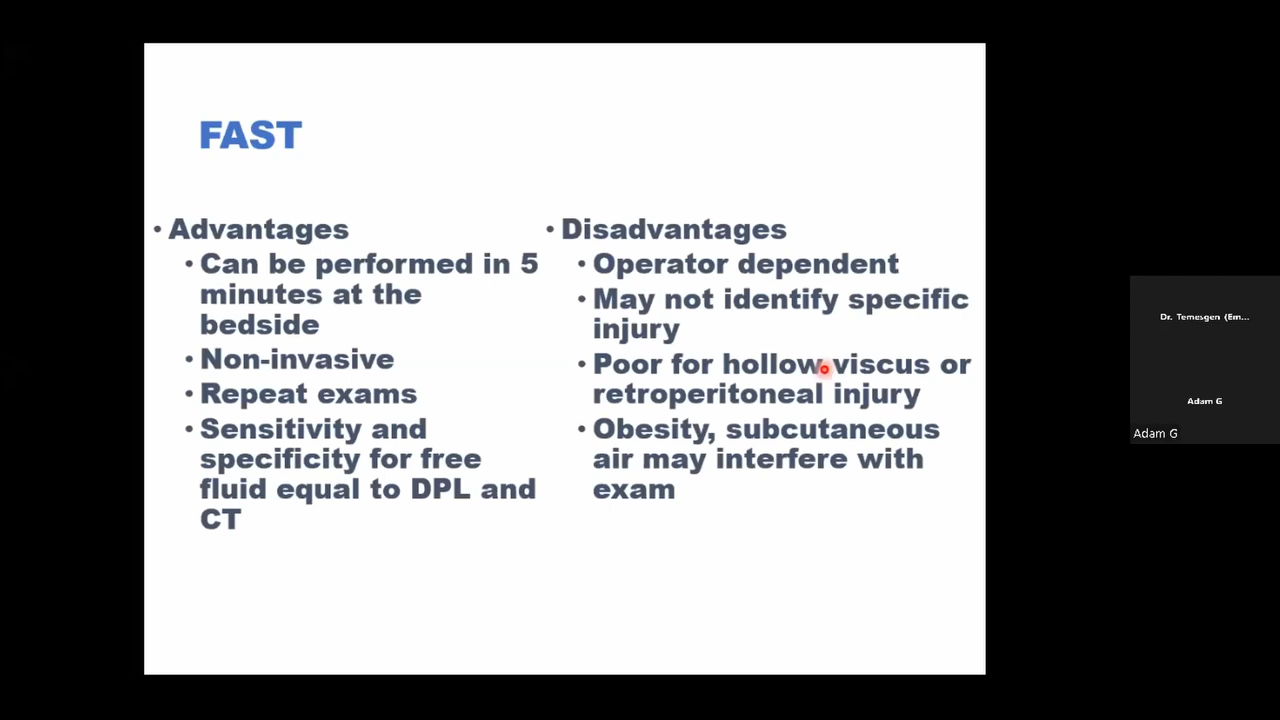 FAST
• Advantages
• Can be performed in 5
minutes at the
bedside
• Non-invasive
• Repeat exams
• Sensitivity and
specificity for free
fluid equal to DPL and
CT
• Disadvantages
• Operator dependent
• May not identify specific
injury
• Poor for hollow viscus or
retroperitoneal injury
• Obesity, subcutaneous
air may interfere with
exam
Dr. Temesgen (Em...
Adam G
Adam G